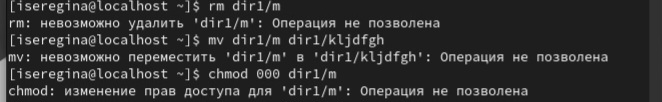 [iseregina@localhost ~]$ rm dir1/m
rm: невозможно удалить 'dir1/m': Операция не позволена
[iseregina@localhost ~]$ mv dir1/m dir1/kljdfgh
mv: невозможно переместить 'dir1/m' в 'dir1/kljdfgh': Операция не позволена
[iseregina@localhost ~]$ chmod 000 dir1/m
chmod: изменение прав доступа для 'dir1/m': Операция не позволена